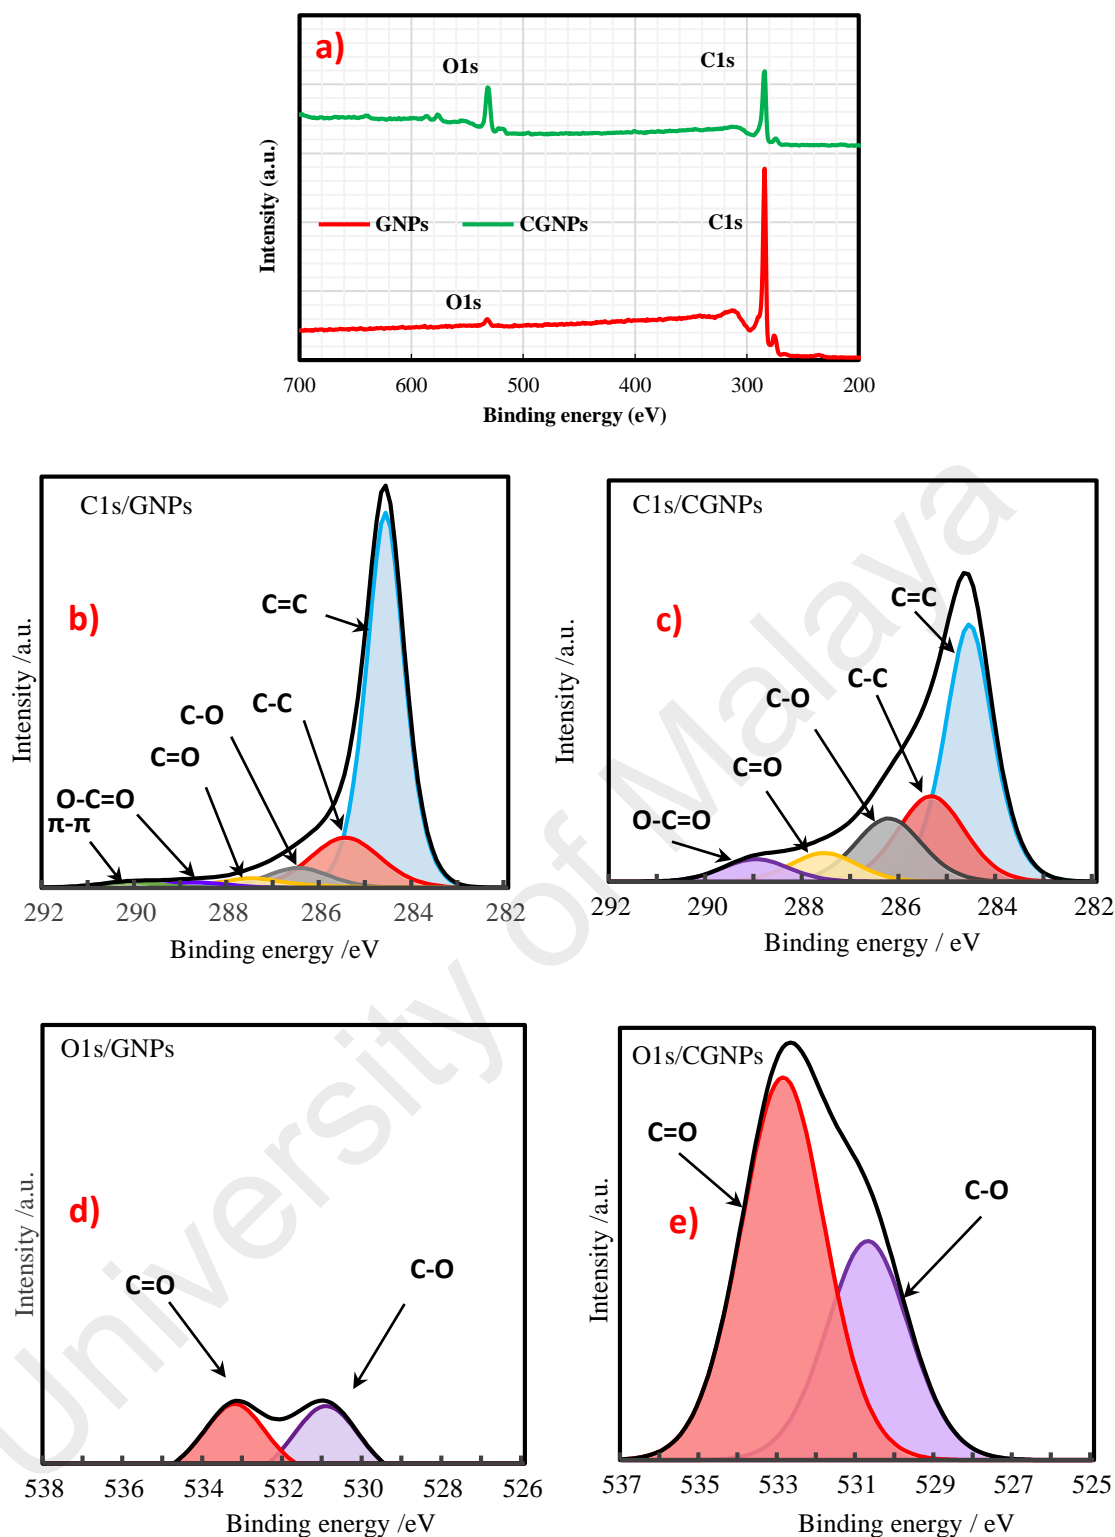 a)
O1s
C1s
GNPs
CGNPs
C1s
O1s
Intensity (a.u.)
700 600 500 400 300 200
Binding energy (eV)
C1s/GNPs
b)
C=C
C-C
C-O
C=O
O-C=O
π-π
Intensity /a.u.
292 290 288 286 284 282
Binding energy /eV
C1s/CGNPs
c)
C=C
C-C
C-O
C=O
O-C=O
Intensity /a.u.
292 290 288 286 284 282
Binding energy / eV
O1s/GNPs
d)
C=O
C-O
Intensity /a.u.
538 536 534 532 530 528 526
Binding energy /eV
O1s/CGNPs
e)
C=O
C-O
Intensity /a.u.
537 535 533 531 529 527 525
Binding energy / eV
University of Malaya